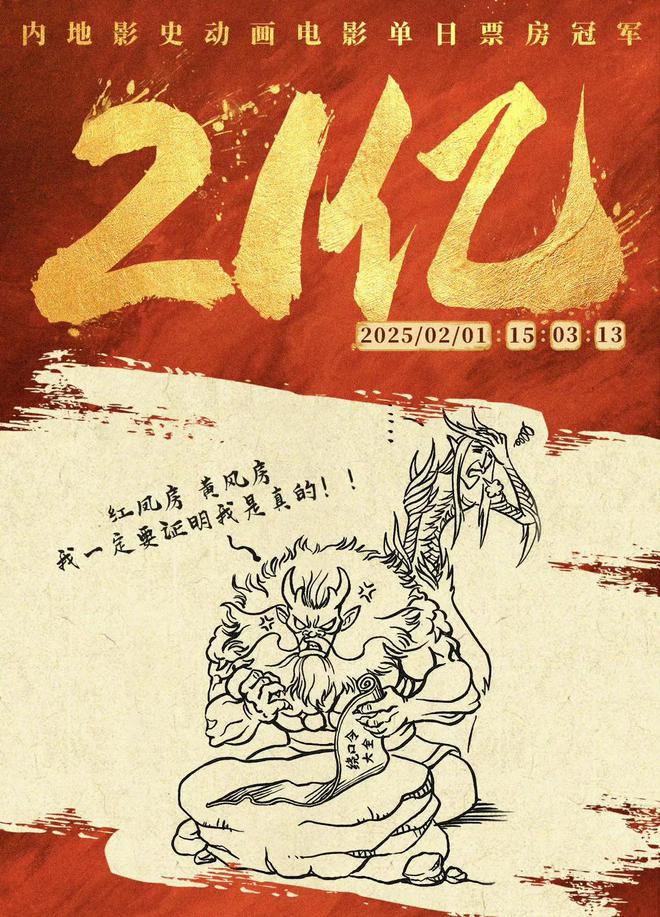 内地影史动画电影单日票房冠军
21亿
2025/02/01:15:03:13
红凤房 黄风房
我一定要证明我是真的！！
绕口令
大全